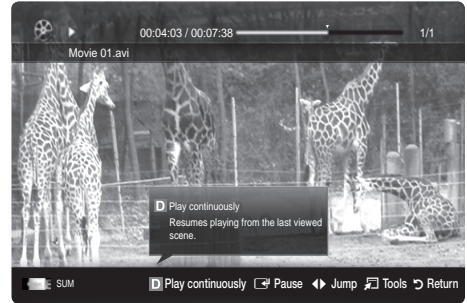 00:04:03 / 00:07:38 1/1
Movie 01.avi
D Play continuously
Resumes playing from the last viewed
scene.
SUM D Play continuously Pause Jump Tools Return